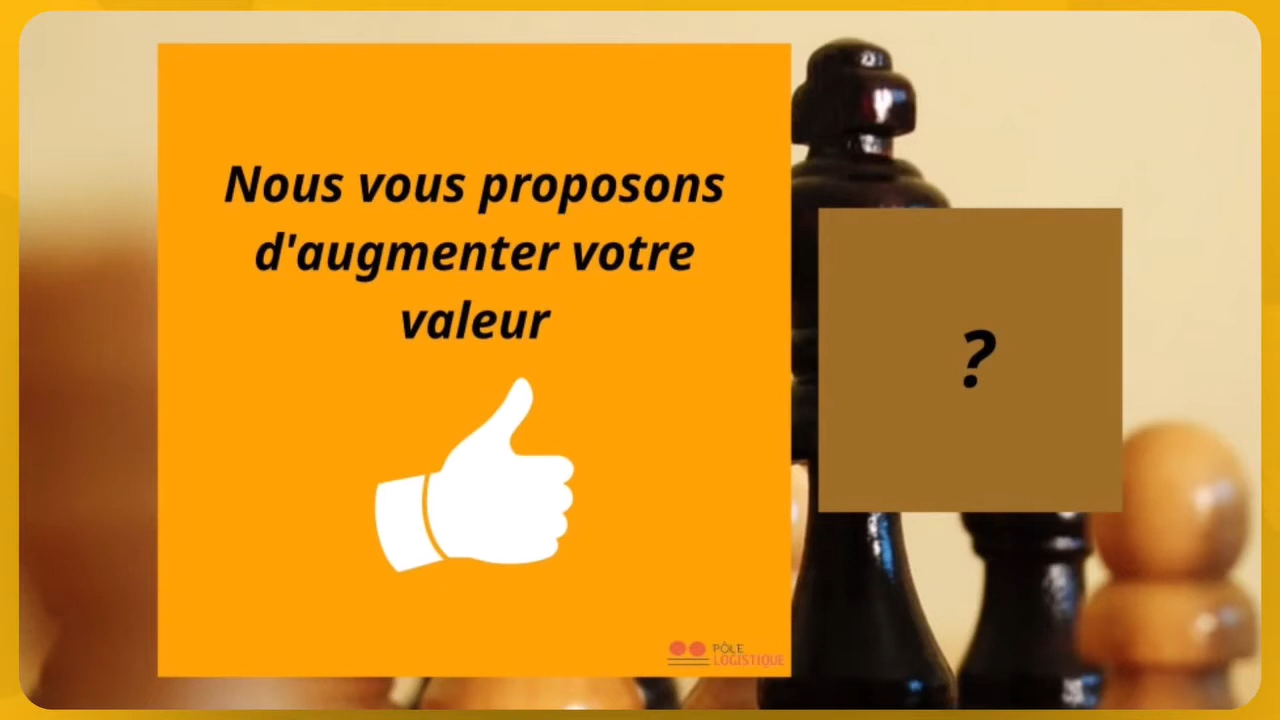 Nous vous proposons
d'augmenter votre
valeur
?
PÔLE
LOGISTIQUE